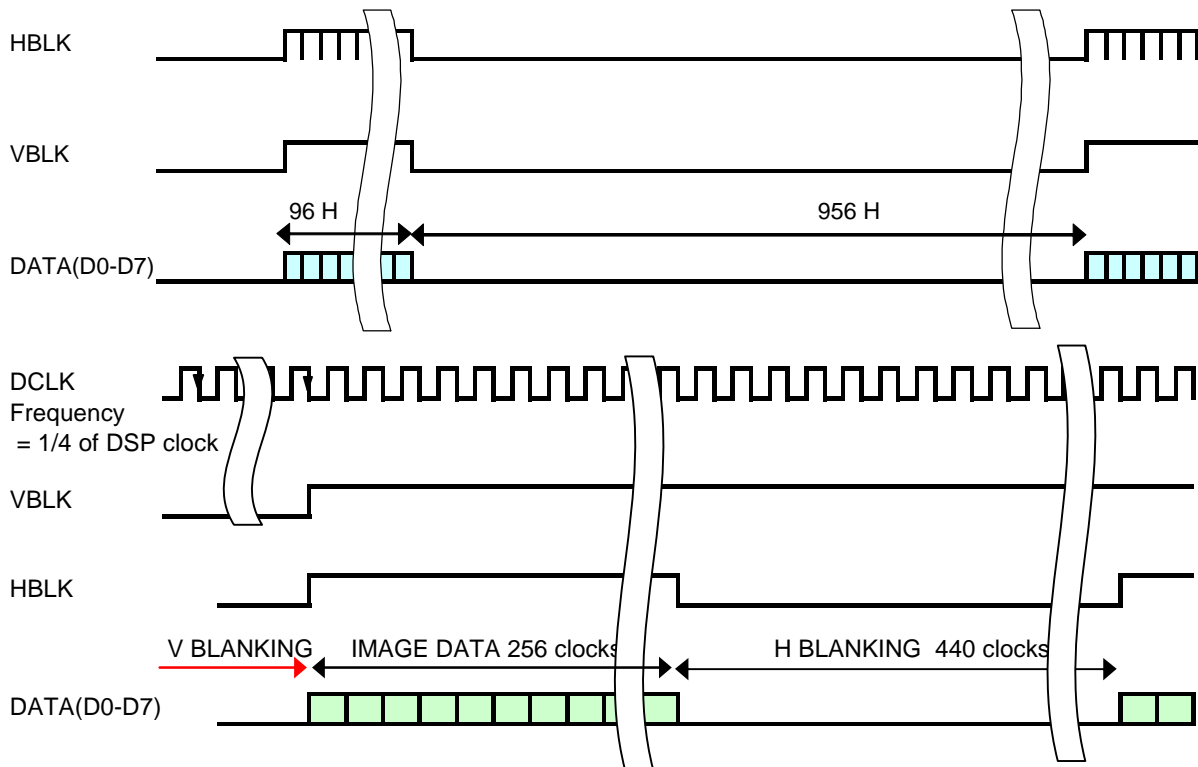 HBLK
VBLK
96 H
956 H
DATA(D0-D7)
DCLK
Frequency
= 1/4 of DSP clock
VBLK
HBLK
V BLANKING
IMAGE DATA 256 clocks
H BLANKING 440 clocks
DATA(D0-D7)